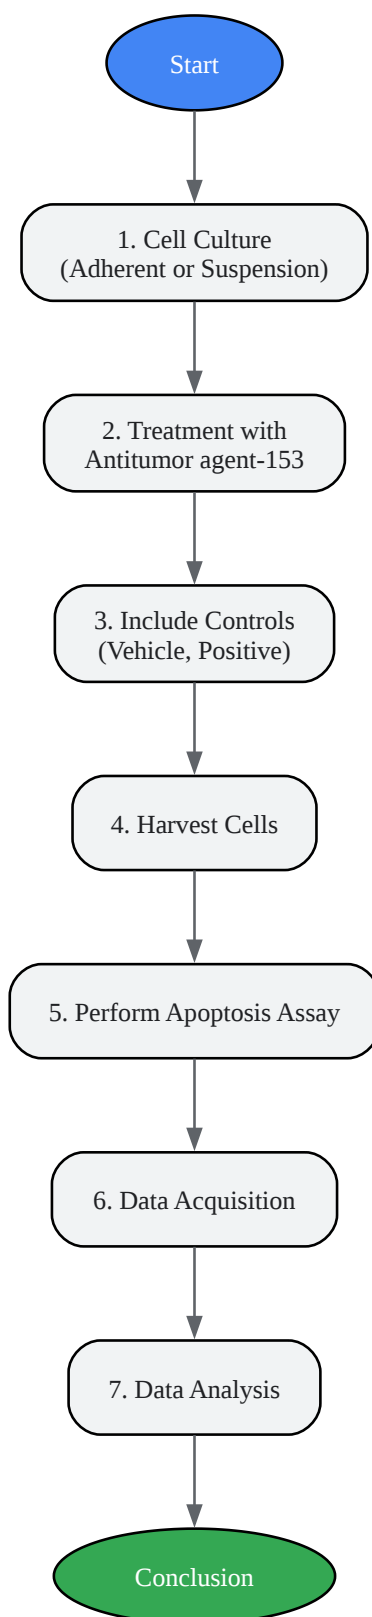 Start
1. Cell Culture
(Adherent or Suspension)
2. Treatment with
Antitumor agent-153
3. Include Controls
(Vehicle, Positive)
4. Harvest Cells
5. Perform Apoptosis Assay
6. Data Acquisition
7. Data Analysis
Conclusion